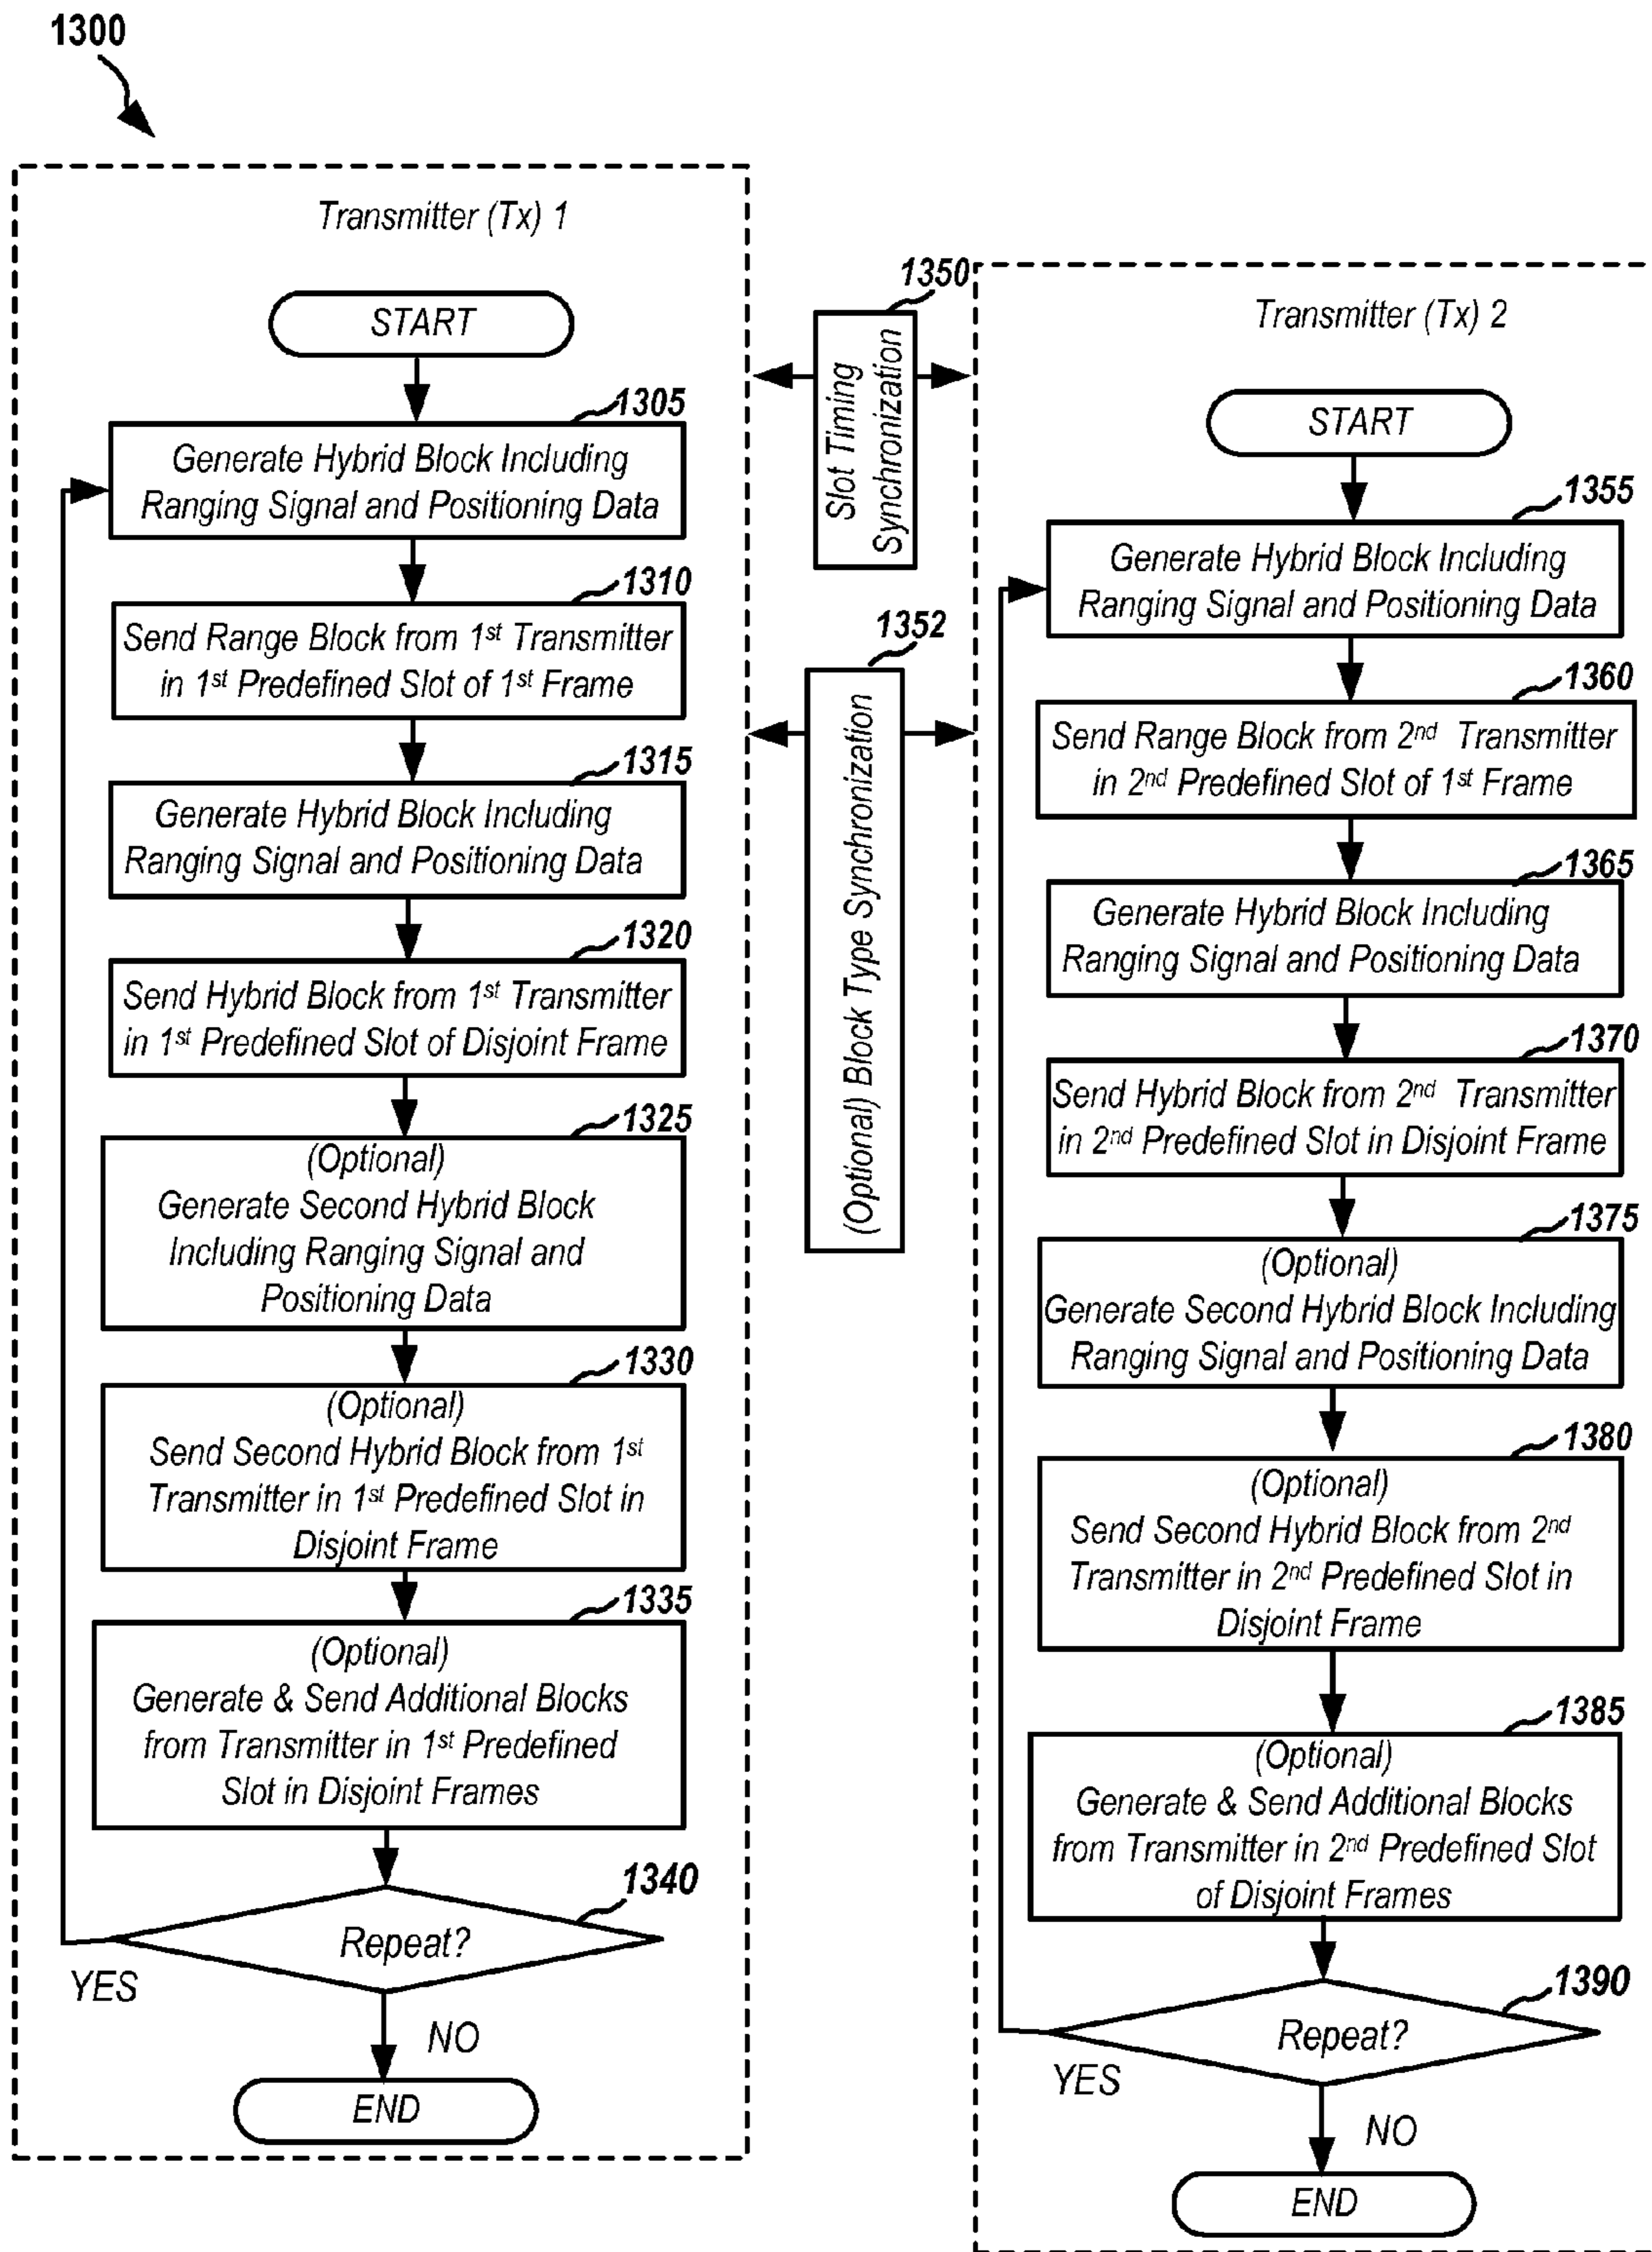 1300
Transmitter (Tx) 1
START
1305
Generate Hybrid Block Including
Ranging Signal and Positioning Data
1310
Send Range Block from 1st Transmitter
in 1st Predefined Slot of 1st Frame
1315
Generate Hybrid Block Including
Ranging Signal and Positioning Data
1320
Send Hybrid Block from 1st Transmitter
in 1st Predefined Slot of Disjoint Frame
1325
(Optional)
Generate Second Hybrid Block
Including Ranging Signal and
Positioning Data
1330
(Optional)
Send Second Hybrid Block from 1st
Transmitter in 1st Predefined Slot in
Disjoint Frame
1335
(Optional)
Generate & Send Additional Blocks
from Transmitter in 1st Predefined
Slot in Disjoint Frames
1340
Repeat?
YES
NO
END
1350
Slot Timing
Synchronization
1352
(Optional) Block Type Synchronization
Transmitter (Tx) 2
START
1355
Generate Hybrid Block Including
Ranging Signal and Positioning Data
1360
Send Range Block from 2nd Transmitter
in 2nd Predefined Slot of 1st Frame
1365
Generate Hybrid Block Including
Ranging Signal and Positioning Data
1370
Send Hybrid Block from 2nd Transmitter
in 2nd Predefined Slot in Disjoint Frame
1375
(Optional)
Generate Second Hybrid Block Including
Ranging Signal and Positioning Data
1380
(Optional)
Send Second Hybrid Block from 2nd
Transmitter in 2nd Predefined Slot in
Disjoint Frame
1385
(Optional)
Generate & Send Additional Blocks
from Transmitter in 2nd Predefined Slot
of Disjoint Frames
1390
Repeat?
YES
NO
END